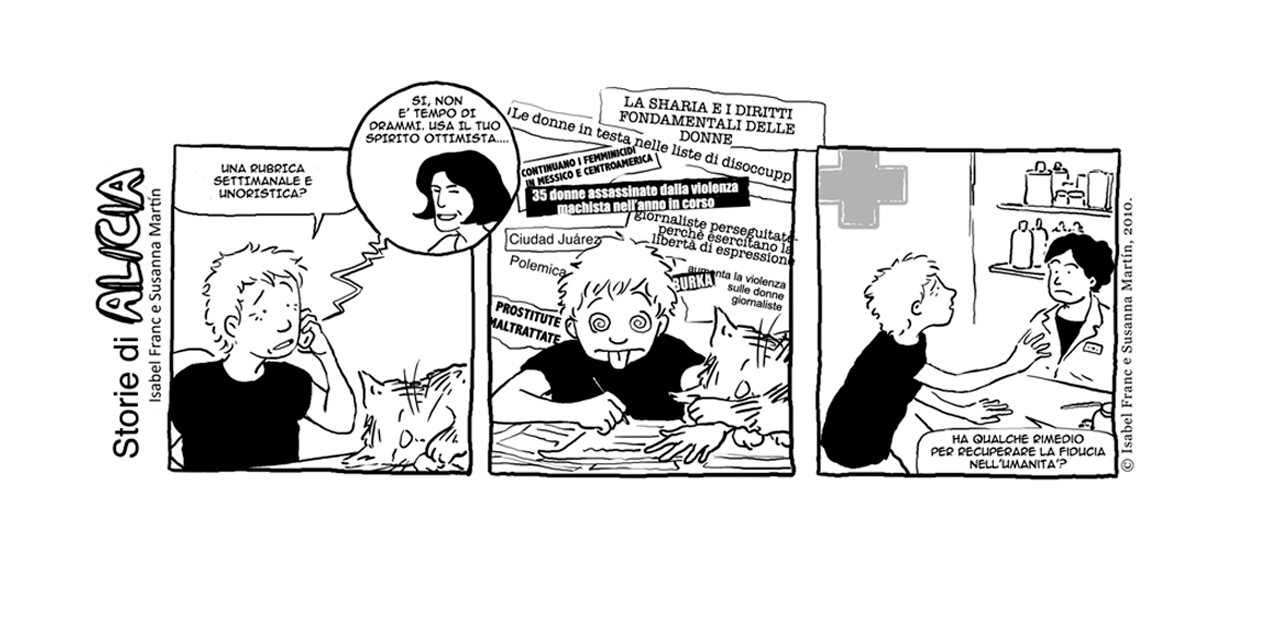 Storie di ALICIA
Isabel Franc e Susanna Martín
UNA RUBRICA
SETTIMANALE E
UNORISTICA?
SI, NON
E' TEMPO DI
DRAMMI. USA IL TUO
SPIRITO OTTIMISTA....
LA SHARIA E I DIRITTI
FONDAMENTALI DELLE
DONNE
Le donne in testa nelle liste di disoccupp
CONTINUANO I FEMMINICIDI
IN MESSICO E CENTROAMERICA
35 donne assassinate dalla violenza
machista nell'anno in corso
giornaliste perseguitate
perchè esercitano la
libertà di espressione
Ciudad Juárez
Polemica
BURKA
aumenta la violenza
sulle donne
giornaliste
PROSTITUTE
MALTRATTATE
HA QUALCHE RIMEDIO
PER RECUPERARE LA FIDUCIA
NELL'UMANITA'?
© Isabel Franc e Susanna Martín, 2010.